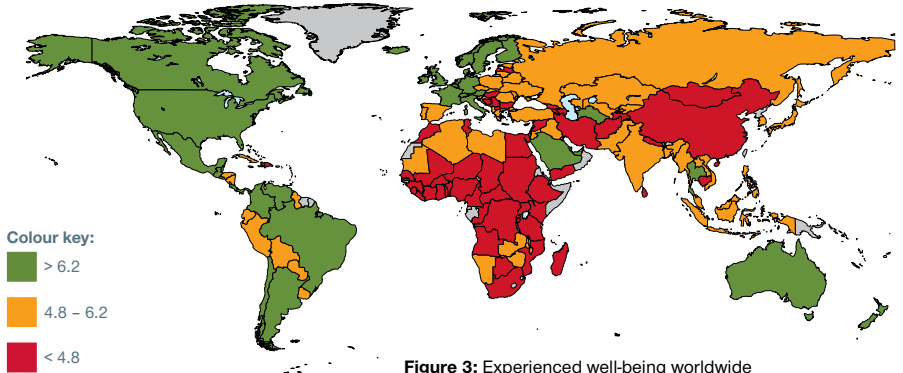 Colour key:
> 6.2
4.8 – 6.2
< 4.8
Figure 3: Experienced well-being worldwide